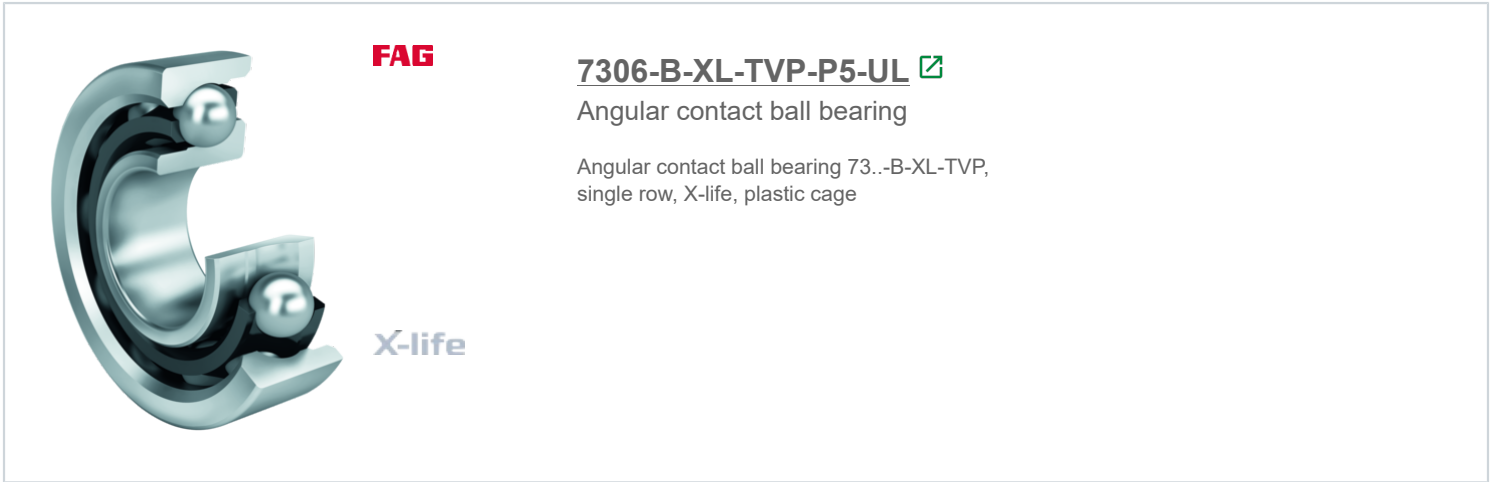 FAG
7306-B-XL-TVP-P5-UL
Angular contact ball bearing
Angular contact ball bearing 73..-B-XL-TVP,
single row, X-life, plastic cage
X-life